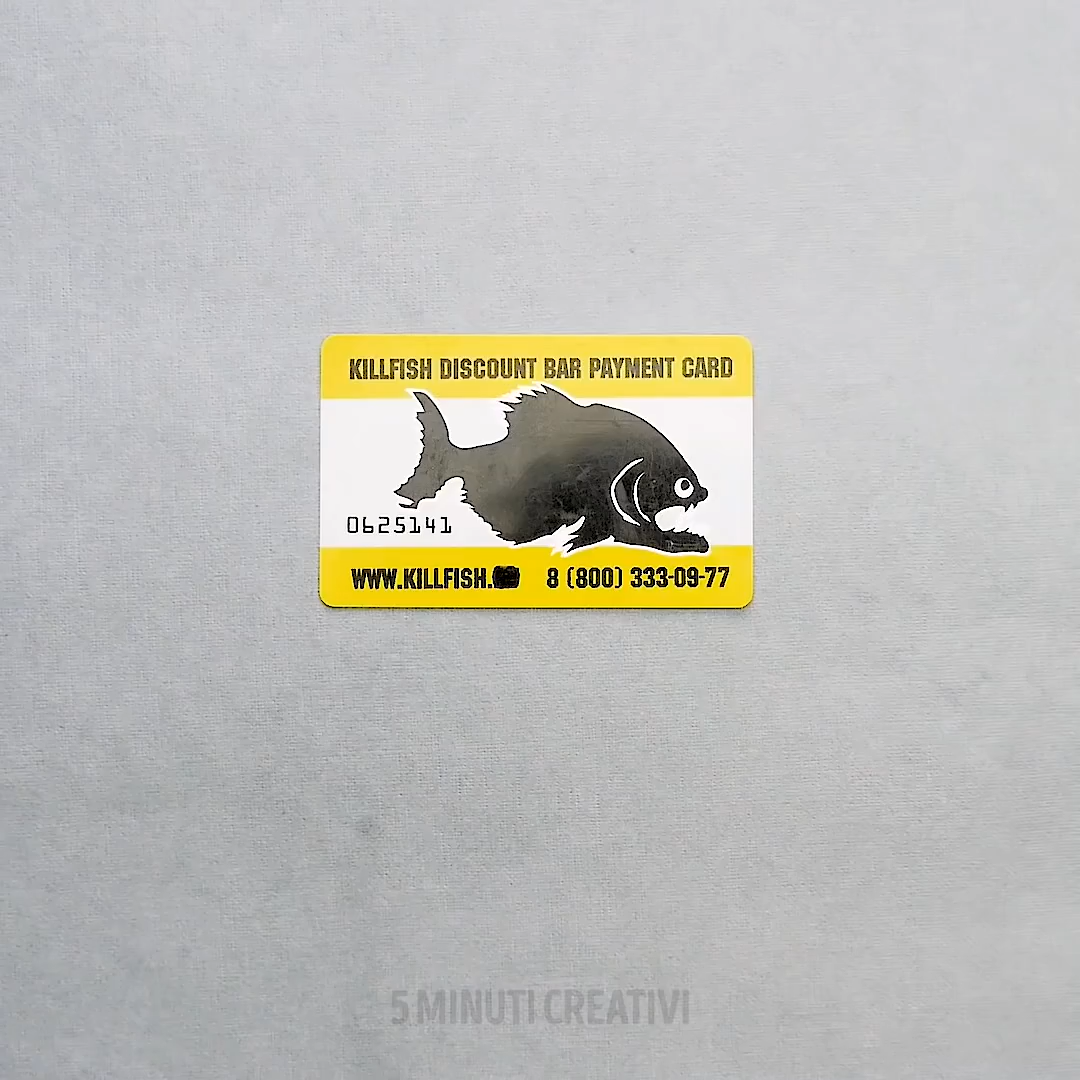 KILLFISH DISCOUNT BAR PAYMENT CARD
0625141
WWW.KILLFISH. 8 (800) 333-09-77
5 MINUTI CREATIVI